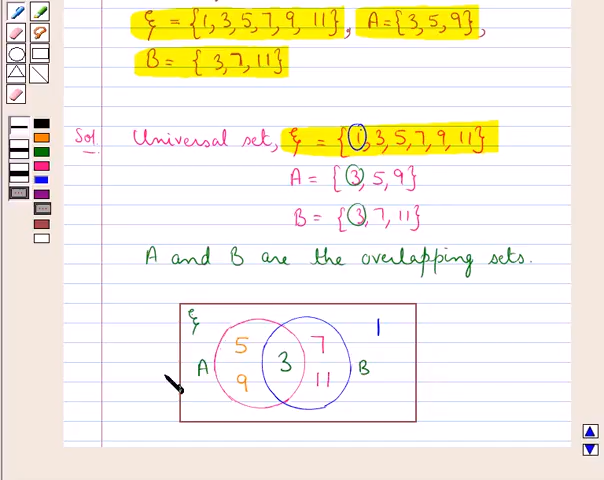 ξ = {1, 3, 5, 7, 9, 11}, A = {3, 5, 9},
B = { 3, 7, 11}
Sol. Universal set, ξ = { 1, 3, 5, 7, 9, 11}
A = { 3, 5, 9}
B = { 3, 7, 11}
A and B are the overlapping sets.
ξ
1
5 7
A 3 B
9 11